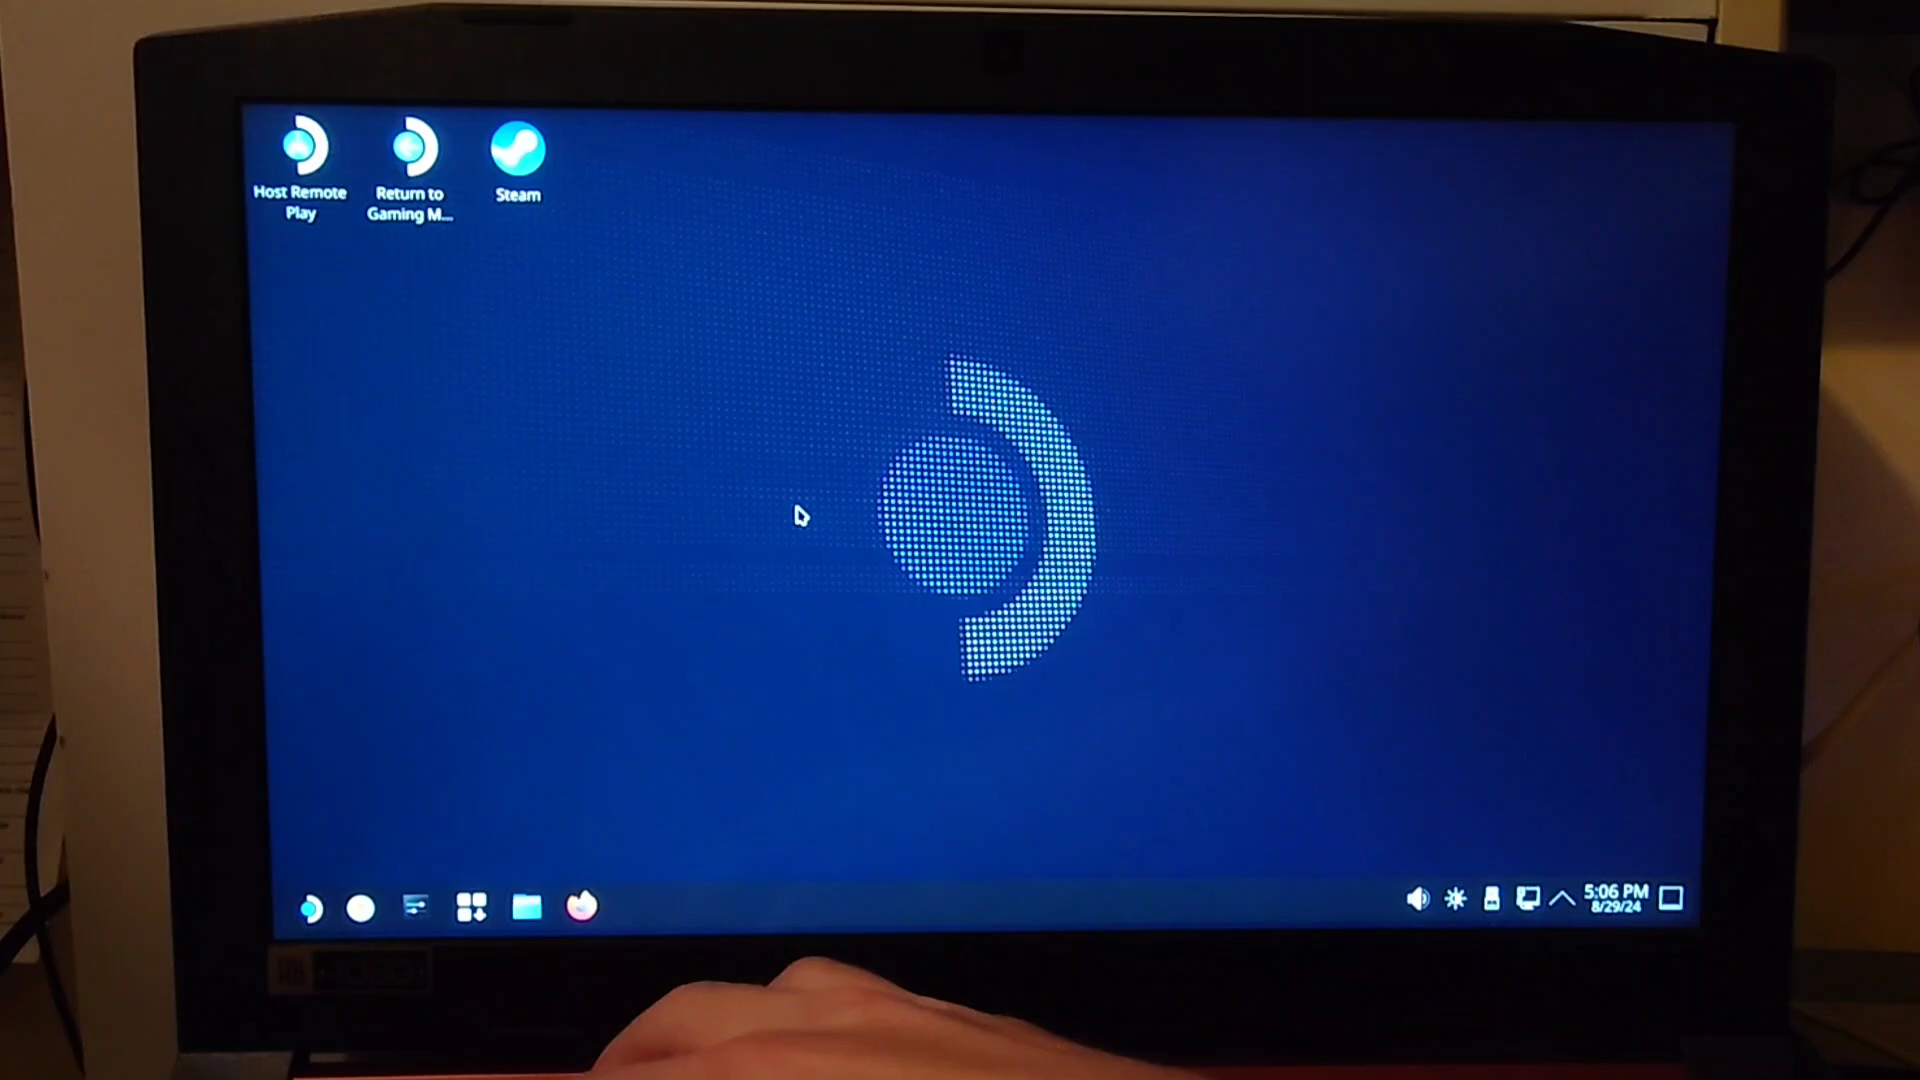 Host Remote
Play
Return to
Gaming M...
Steam
5:06 PM
8/29/24